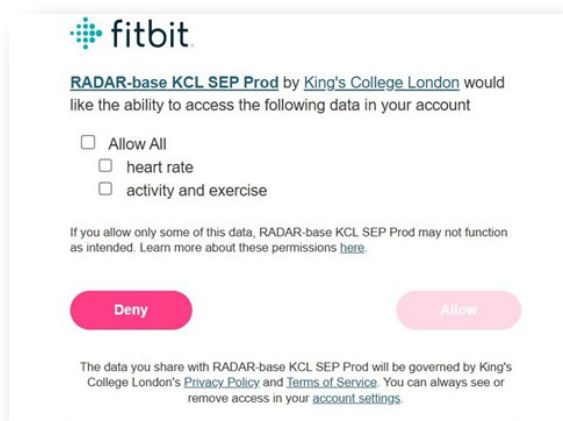 fitbit
RADAR-base KCL SEP Prod by King's College London would
like the ability to access the following data in your account
Allow All
heart rate
activity and exercise
If you allow only some of this data, RADAR-base KCL SEP Prod may not function
as intended. Learn more about these permissions here.
Deny
Allow
The data you share with RADAR-base KCL SEP Prod will be governed by King's
College London's Privacy Policy and Terms of Service. You can always see or
remove access in your account settings.